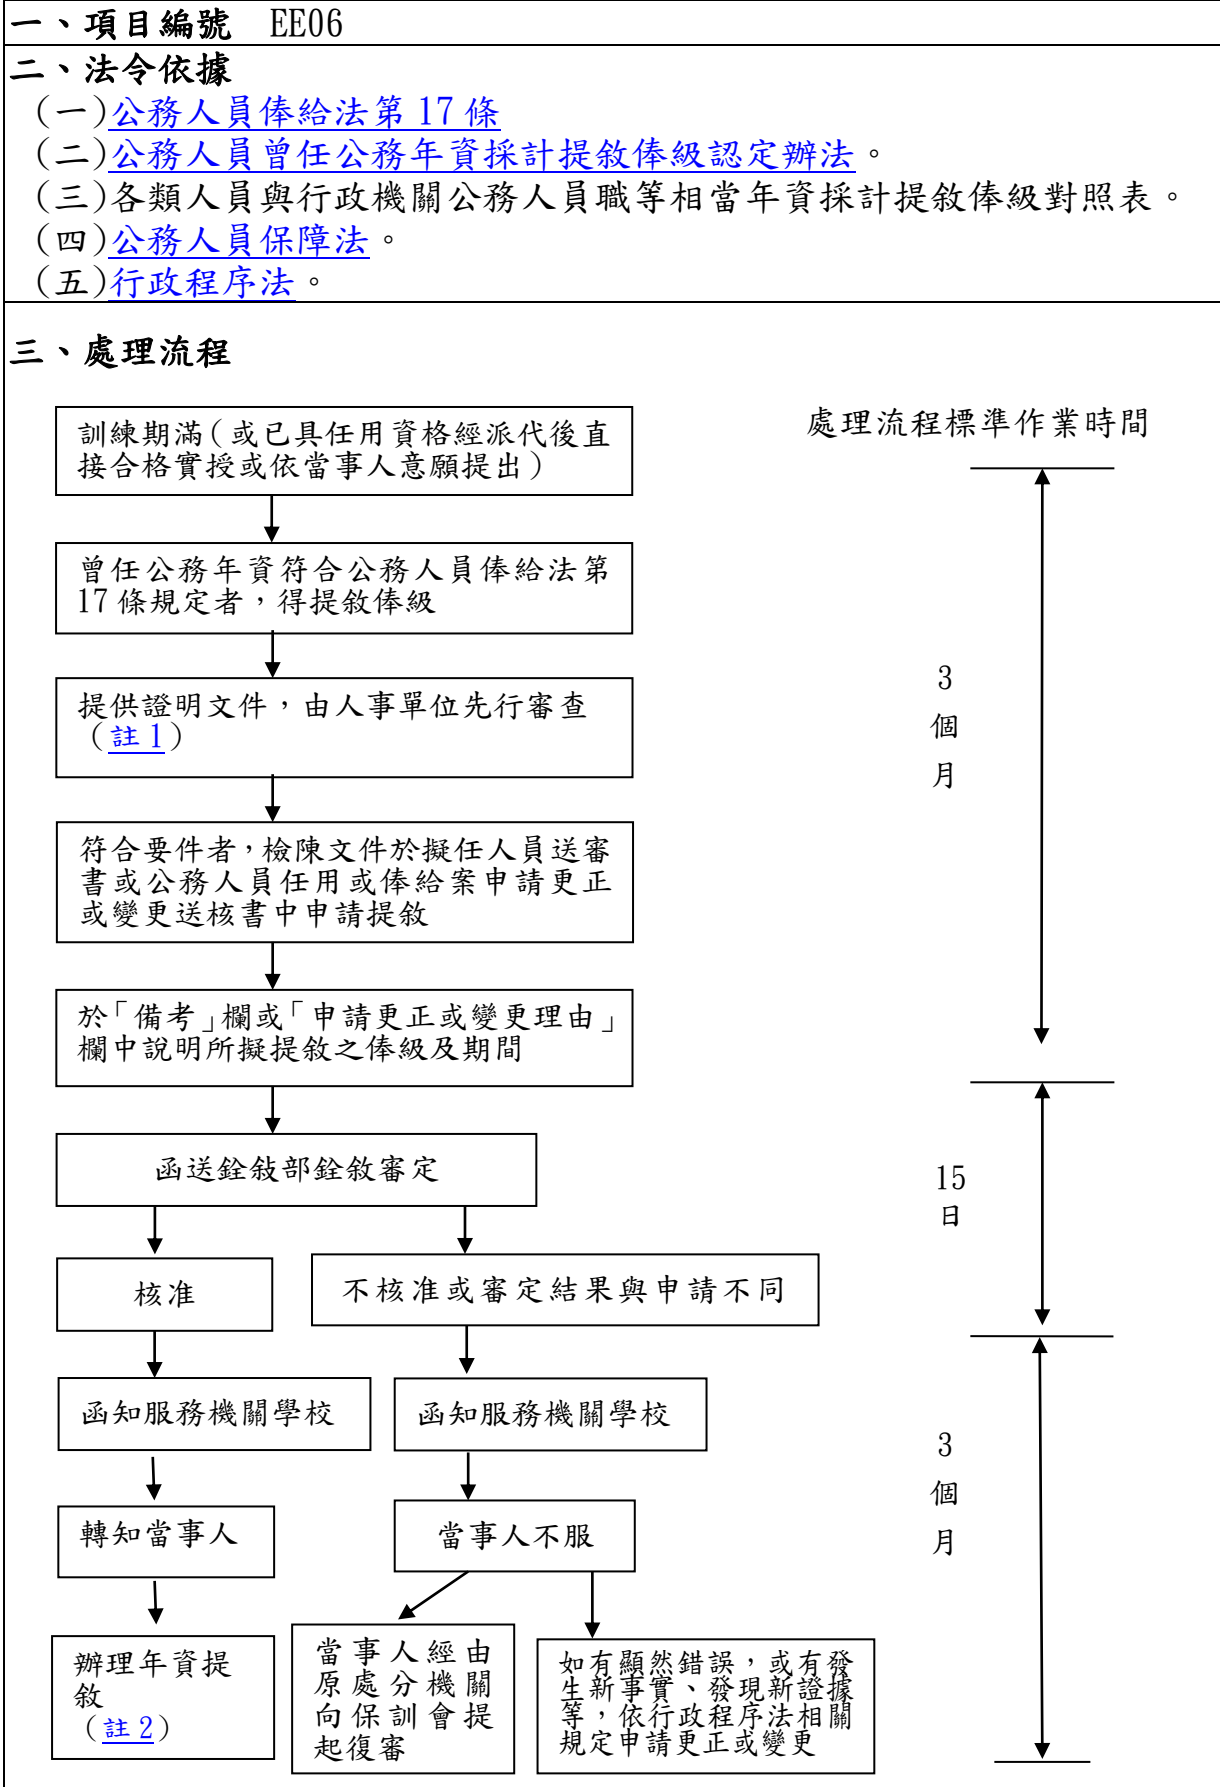 一、項目編號　EE06
二、法令依據
(一)公務人員俸給法第 17 條
(二)公務人員曾任公務年資採計提敘俸級認定辦法。
(三)各類人員與行政機關公務人員職等相當年資採計提敘俸級對照表。
(四)公務人員保障法。
(五)行政程序法。
三、處理流程
處理流程標準作業時間
訓練期滿(或已具任用資格經派代後直
接合格實授或依當事人意願提出)
曾任公務年資符合公務人員俸給法第
17 條規定者，得提敘俸級
提供證明文件，由人事單位先行審查
(註 1)
符合要件者，檢陳文件於擬任人員送審
書或公務人員任用或俸給案申請更正
或變更送核書中申請提敘
於「備考」欄或「申請更正或變更理由」
欄中說明所擬提敘之俸級及期間
3
個
月
函送銓敍部銓敘審定
核准
不核准或審定結果與申請不同
15
日
函知服務機關學校
函知服務機關學校
轉知當事人
當事人不服
辦理年資提
敘
(註 2)
當事人經由
原處分機關
向保訓會提
起復審
如有顯然錯誤，或有發
生新事實、發現新證據
等，依行政程序法相關
規定申請更正或變更
3
個
月